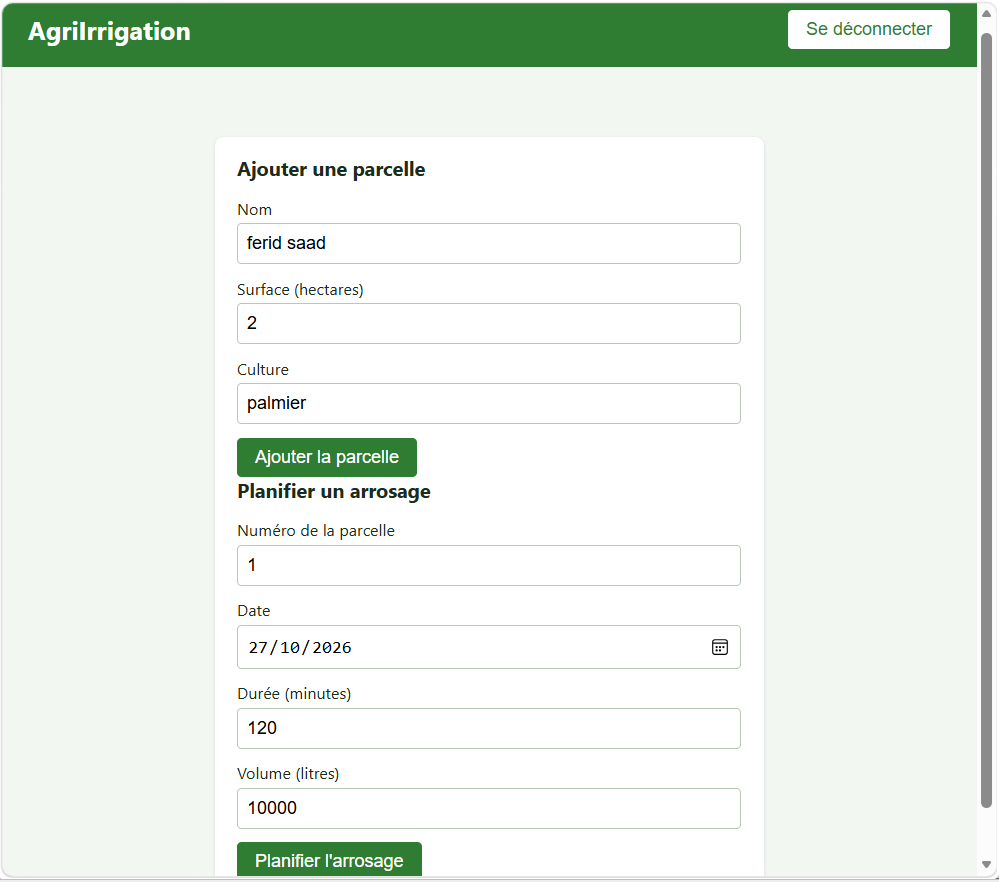 AgriIrrigation
Se déconnecter
Ajouter une parcelle
Nom
ferid saad
Surface (hectares)
2
Culture
palmier
Ajouter la parcelle
Planifier un arrosage
Numéro de la parcelle
1
Date
27/10/2026
Durée (minutes)
120
Volume (litres)
10000
Planifier l'arrosage